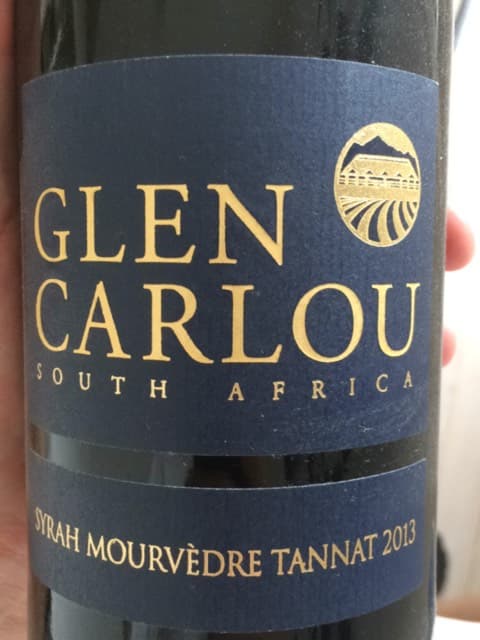 GLEN
CARLOU
SOUTH AFRICA
SYRAH MOURVÈDRE TANNAT 2013